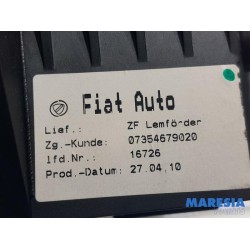 Fiat Auto
Lief.: ZF Lemförder
Zg.-Kunde: 07354679020
lfd.Nr.: 16726
Prod.-Datum: 27.04.10
MARESIA